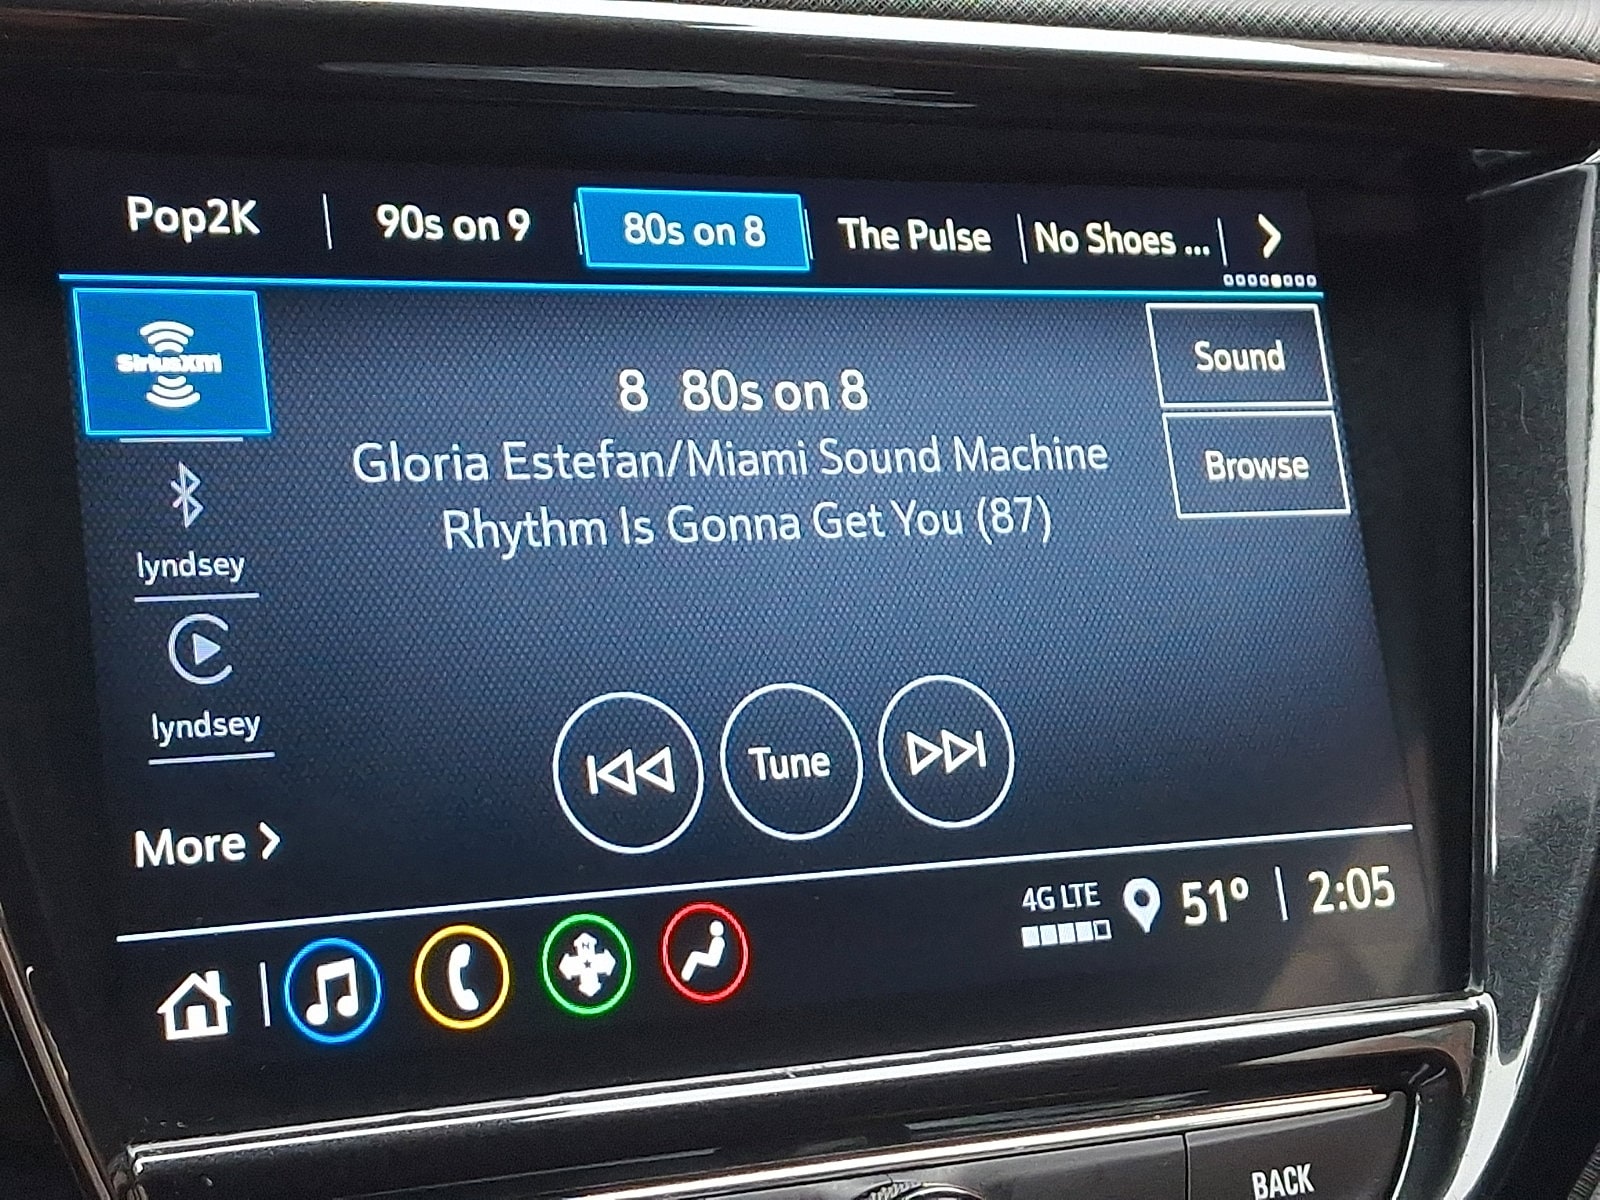 Pop2K | 90s on 9 | 80s on 8 | The Pulse | No Shoes ... |
SiriusXM
Sound
8 80s on 8
Gloria Estefan/Miami Sound Machine
Rhythm Is Gonna Get You (87)
Browse
lyndsey
lyndsey
Tune
More
4G LTE 51° | 2:05
N
BACK